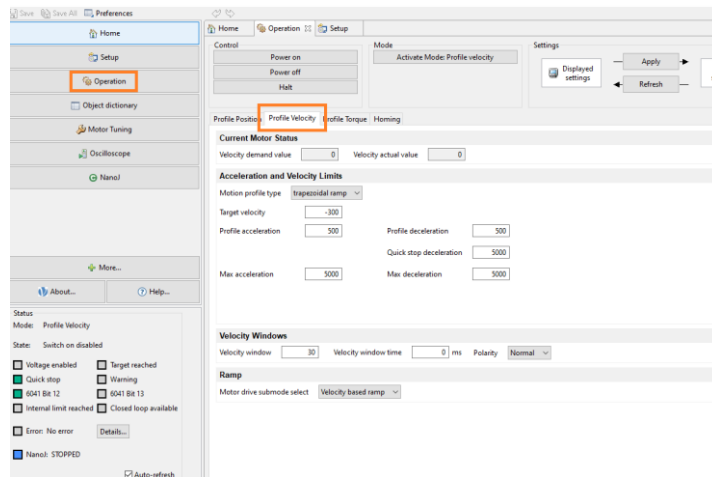 Save Save All Preferences
Home
Setup
Operation
Object dictionary
Motor Tuning
Oscilloscope
NanoJ
More...
About... Help...
Status
Mode: Profile Velocity
State: Switch on disabled
Voltage enabled Target reached
Quick stop Warning
6041 Bit 12 6041 Bit 13
Internal limit reached Closed loop available
Error: No error Details...
NanoJ: STOPPED
Auto-refresh
Home Operation Setup
Control
Power on
Power off
Halt
Mode
Activate Mode: Profile velocity
Settings
Displayed settings
Apply
Refresh
Profile Position Profile Velocity Profile Torque Homing
Current Motor Status
Velocity demand value 0 Velocity actual value 0
Acceleration and Velocity Limits
Motion profile type trapezoidal ramp
Target velocity -300
Profile acceleration 500 Profile deceleration 500
Quick stop deceleration 5000
Max acceleration 5000 Max deceleration 5000
Velocity Windows
Velocity window 30 Velocity window time 0 ms Polarity Normal
Ramp
Motor drive submode select Velocity based ramp